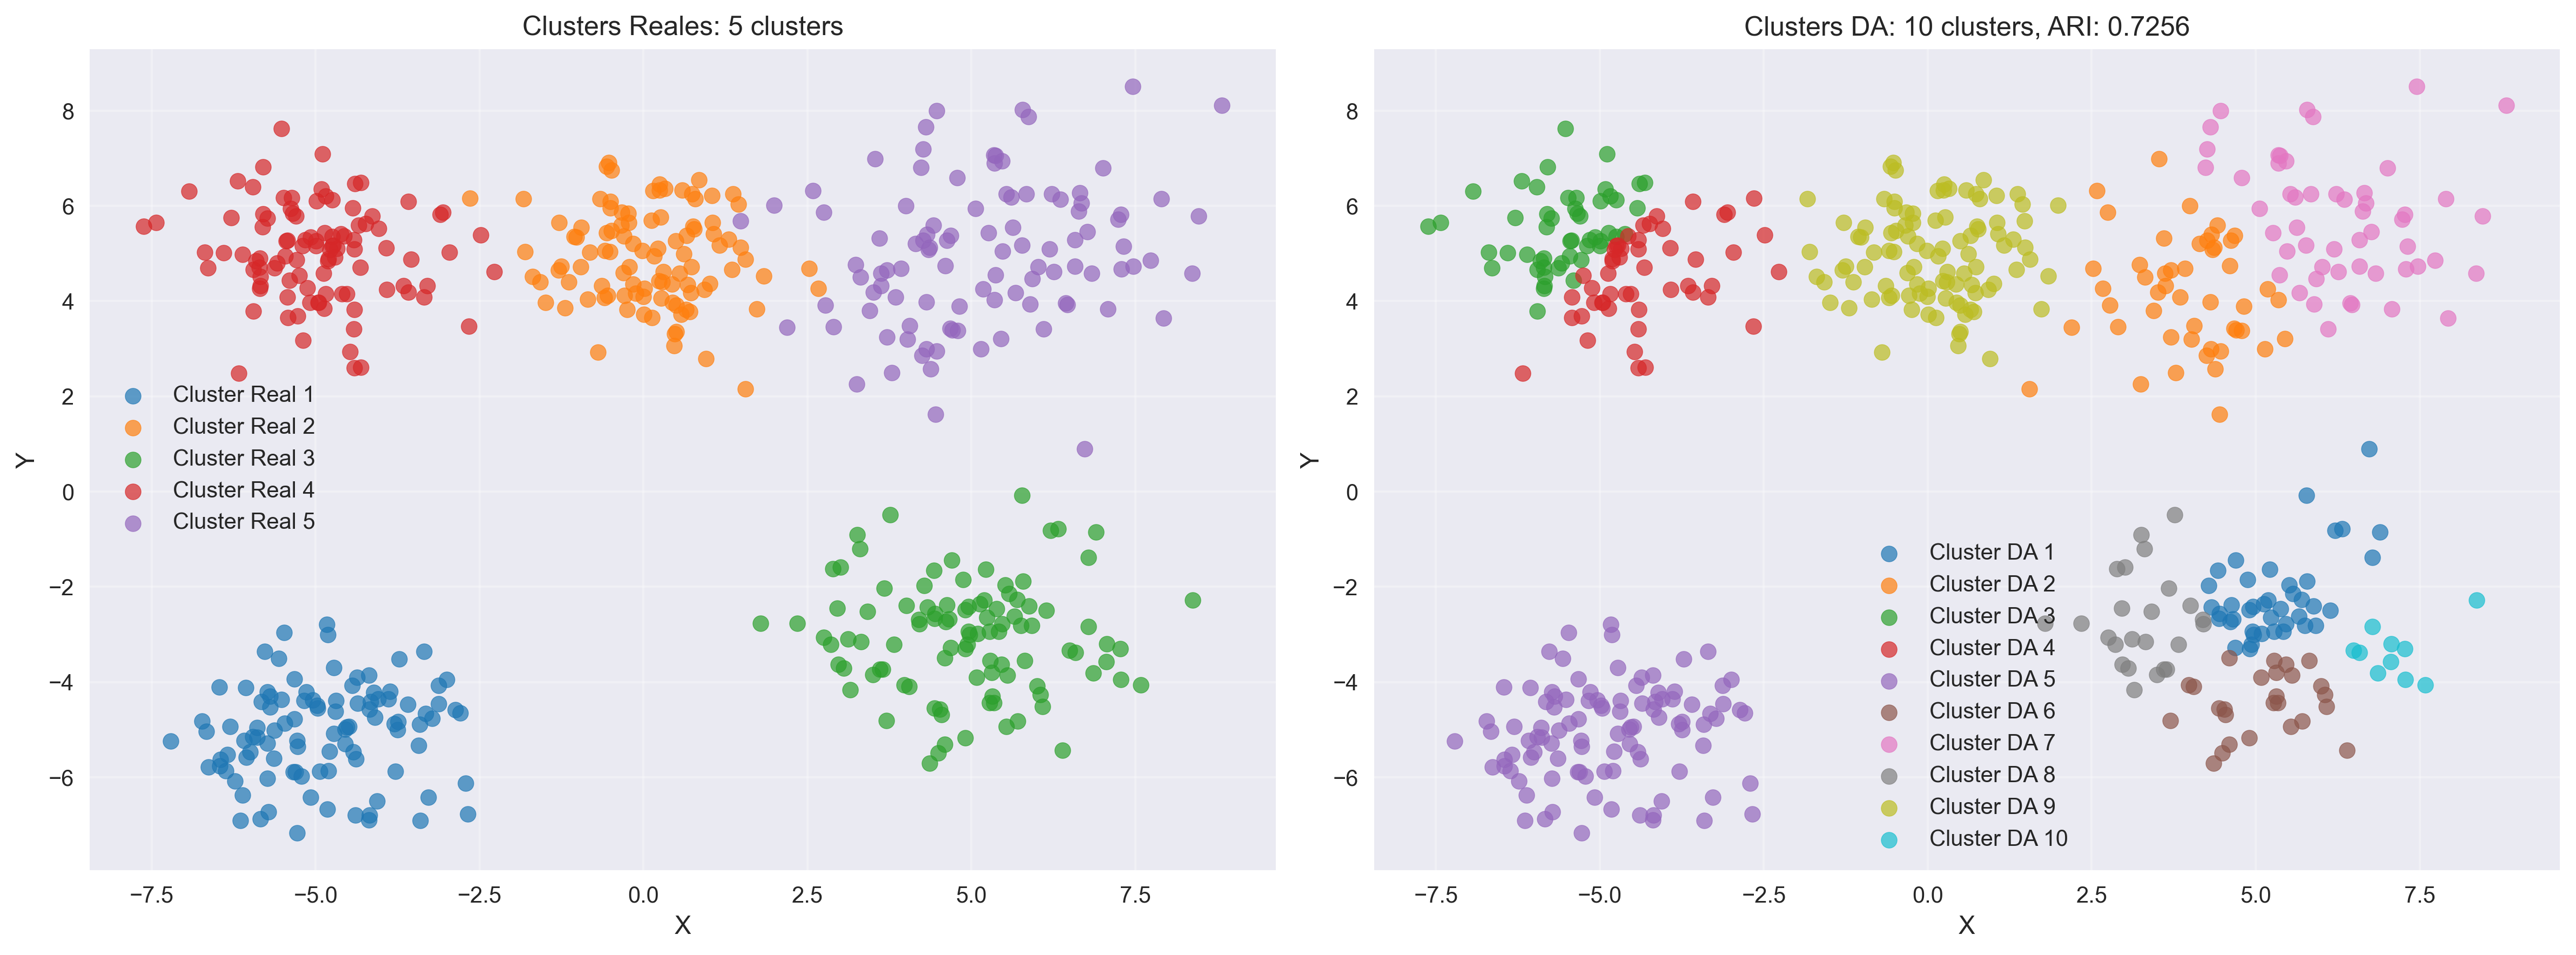 Clusters Reales: 5 clusters
8
6
4
2
0
−2
−4
−6
Y
Cluster Real 1
Cluster Real 2
Cluster Real 3
Cluster Real 4
Cluster Real 5
−7.5 −5.0 −2.5 0.0 2.5 5.0 7.5
X
Clusters DA: 10 clusters, ARI: 0.7256
8
6
4
2
0
−2
−4
−6
Y
Cluster DA 1
Cluster DA 2
Cluster DA 3
Cluster DA 4
Cluster DA 5
Cluster DA 6
Cluster DA 7
Cluster DA 8
Cluster DA 9
Cluster DA 10
−7.5 −5.0 −2.5 0.0 2.5 5.0 7.5
X